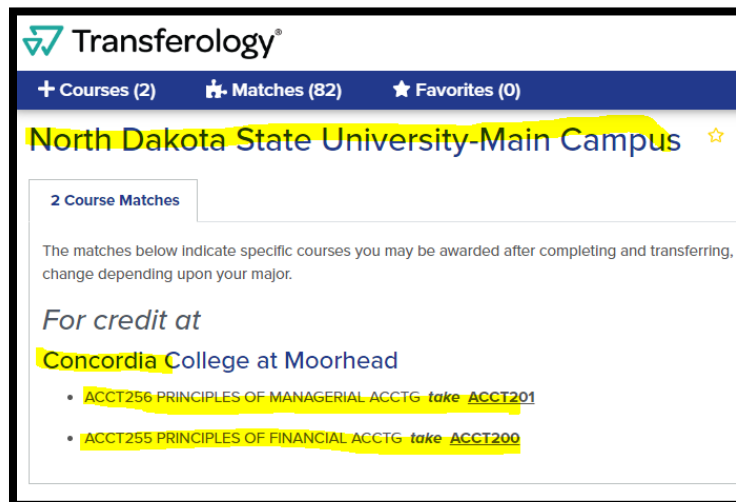 Transferology®
+ Courses (2) Matches (82) Favorites (0)
North Dakota State University-Main Campus
2 Course Matches
The matches below indicate specific courses you may be awarded after completing and transferring,
change depending upon your major.
For credit at
Concordia College at Moorhead
• ACCT256 PRINCIPLES OF MANAGERIAL ACCTG take ACCT201
• ACCT255 PRINCIPLES OF FINANCIAL ACCTG take ACCT200